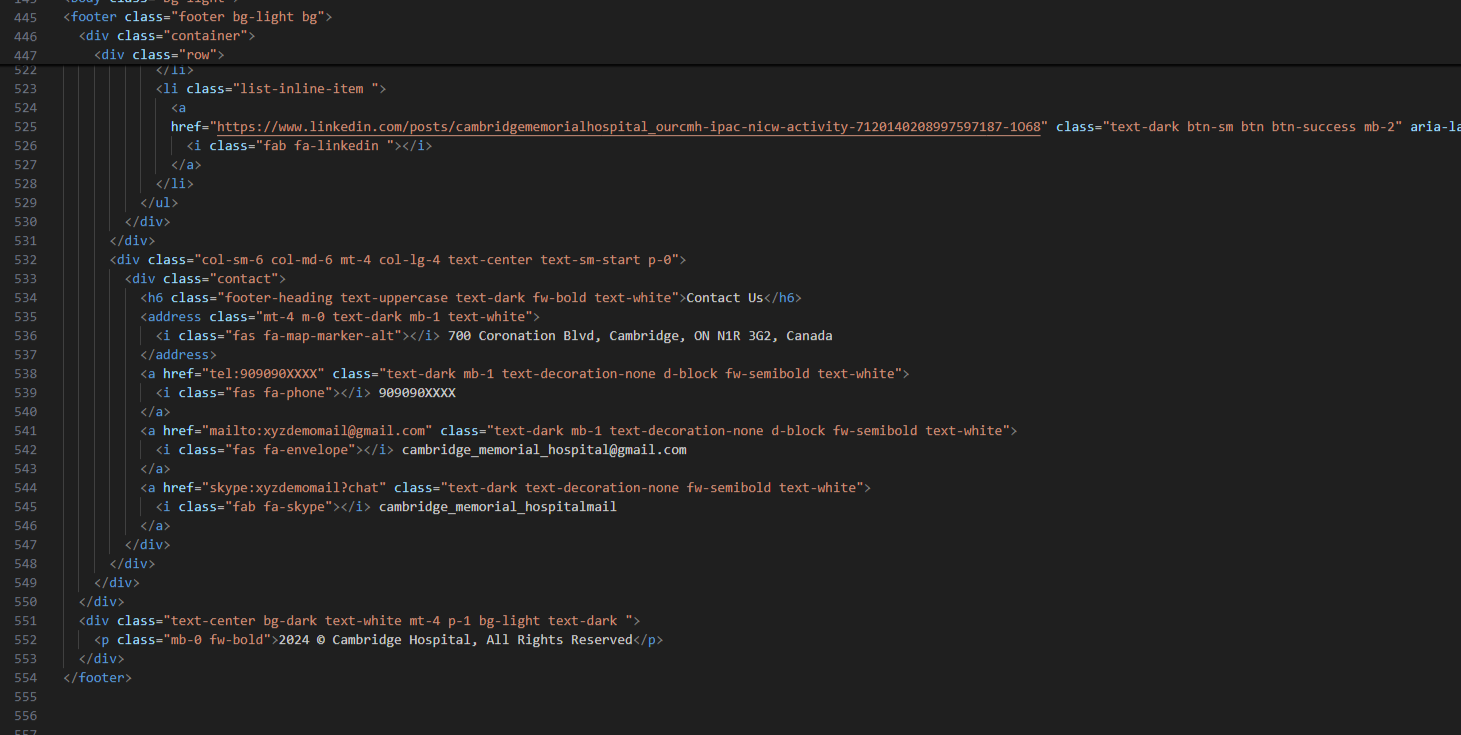 445 <footer class="footer bg-light bg">
446 <div class="container">
447 <div class="row">
522 </li>
523 <li class="list-inline-item ">
524 <a
525 href="https://www.linkedin.com/posts/cambridgememorialhospital_ourcmh-ipac-nicw-activity-7120140208997597187-1O68" class="text-dark btn-sm btn btn-success mb-2" aria-la
526 <i class="fab fa-linkedin "></i>
527 </a>
528 </li>
529 </ul>
530 </div>
531 </div>
532 <div class="col-sm-6 col-md-6 mt-4 col-lg-4 text-center text-sm-start p-0">
533 <div class="contact">
534 <h6 class="footer-heading text-uppercase text-dark fw-bold text-white">Contact Us</h6>
535 <address class="mt-4 m-0 text-dark mb-1 text-white">
536 <i class="fas fa-map-marker-alt"></i> 700 Coronation Blvd, Cambridge, ON N1R 3G2, Canada
537 </address>
538 <a href="tel:909090XXXX" class="text-dark mb-1 text-decoration-none d-block fw-semibold text-white">
539 <i class="fas fa-phone"></i> 909090XXXX
540 </a>
541 <a href="mailto:xyzdemomail@gmail.com" class="text-dark mb-1 text-decoration-none d-block fw-semibold text-white">
542 <i class="fas fa-envelope"></i> cambridge_memorial_hospital@gmail.com
543 </a>
544 <a href="skype:xyzdemomail?chat" class="text-dark text-decoration-none fw-semibold text-white">
545 <i class="fab fa-skype"></i> cambridge_memorial_hospitalmail
546 </a>
547 </div>
548 </div>
549 </div>
550 </div>
551 <div class="text-center bg-dark text-white mt-4 p-1 bg-light text-dark ">
552 <p class="mb-0 fw-bold">2024 © Cambridge Hospital, All Rights Reserved</p>
553 </div>
554 </footer>
555
556
557